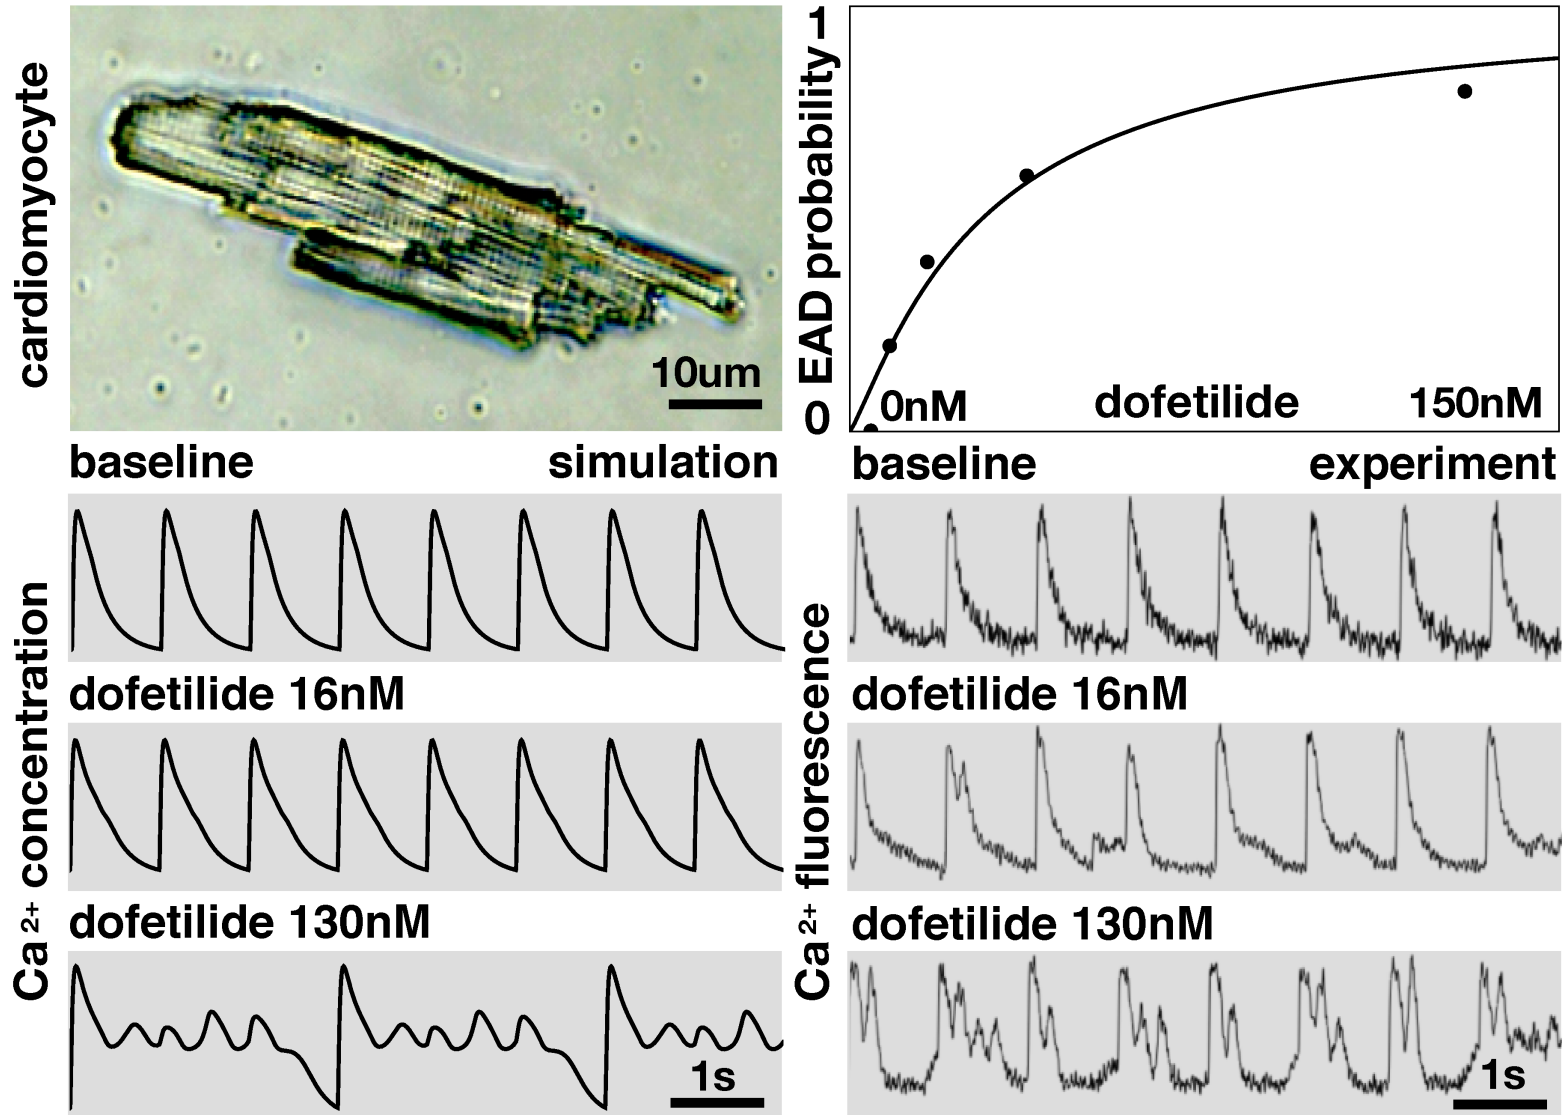 cardiomyocyte
10um
0 EAD probability 1
0nM dofetilide 150nM
baseline simulation
baseline experiment
Ca²⁺ concentration
Ca²⁺ fluorescence
dofetilide 16nM
dofetilide 16nM
dofetilide 130nM
dofetilide 130nM
1s
1s